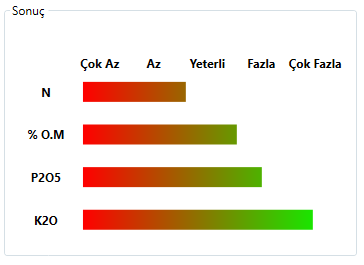 Sonuç
Çok Az Az Yeterli Fazla Çok Fazla
N
% O.M
P2O5
K2O